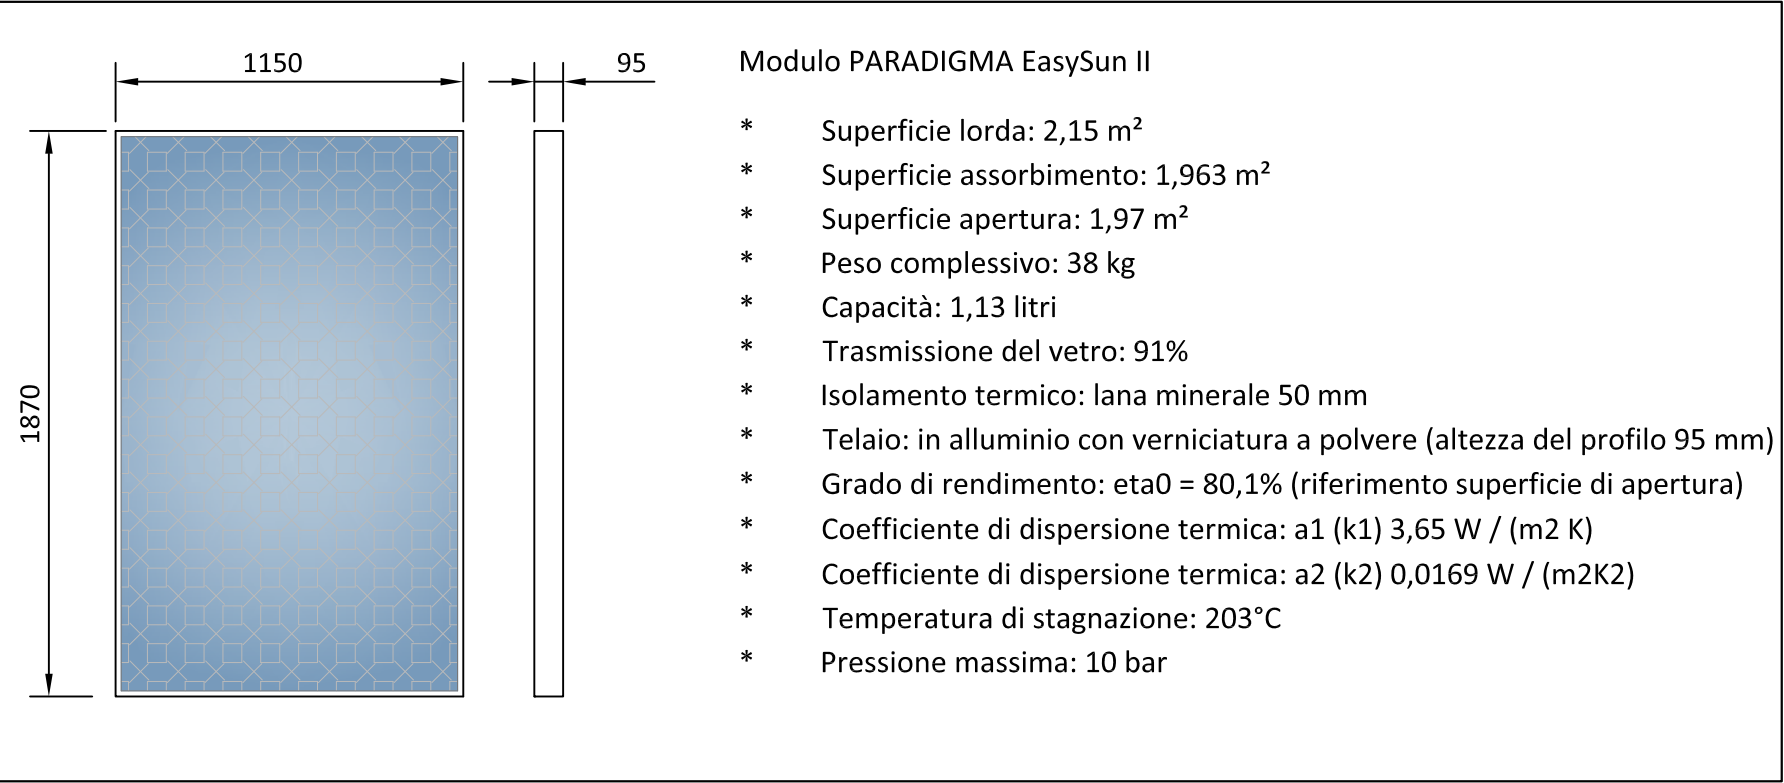 1150
95
1870
Modulo PARADIGMA EasySun II
* Superficie lorda: 2,15 m²
* Superficie assorbimento: 1,963 m²
* Superficie apertura: 1,97 m²
* Peso complessivo: 38 kg
* Capacità: 1,13 litri
* Trasmissione del vetro: 91%
* Isolamento termico: lana minerale 50 mm
* Telaio: in alluminio con verniciatura a polvere (altezza del profilo 95 mm)
* Grado di rendimento: eta0 = 80,1% (riferimento superficie di apertura)
* Coefficiente di dispersione termica: a1 (k1) 3,65 W / (m2 K)
* Coefficiente di dispersione termica: a2 (k2) 0,0169 W / (m2K2)
* Temperatura di stagnazione: 203°C
* Pressione massima: 10 bar